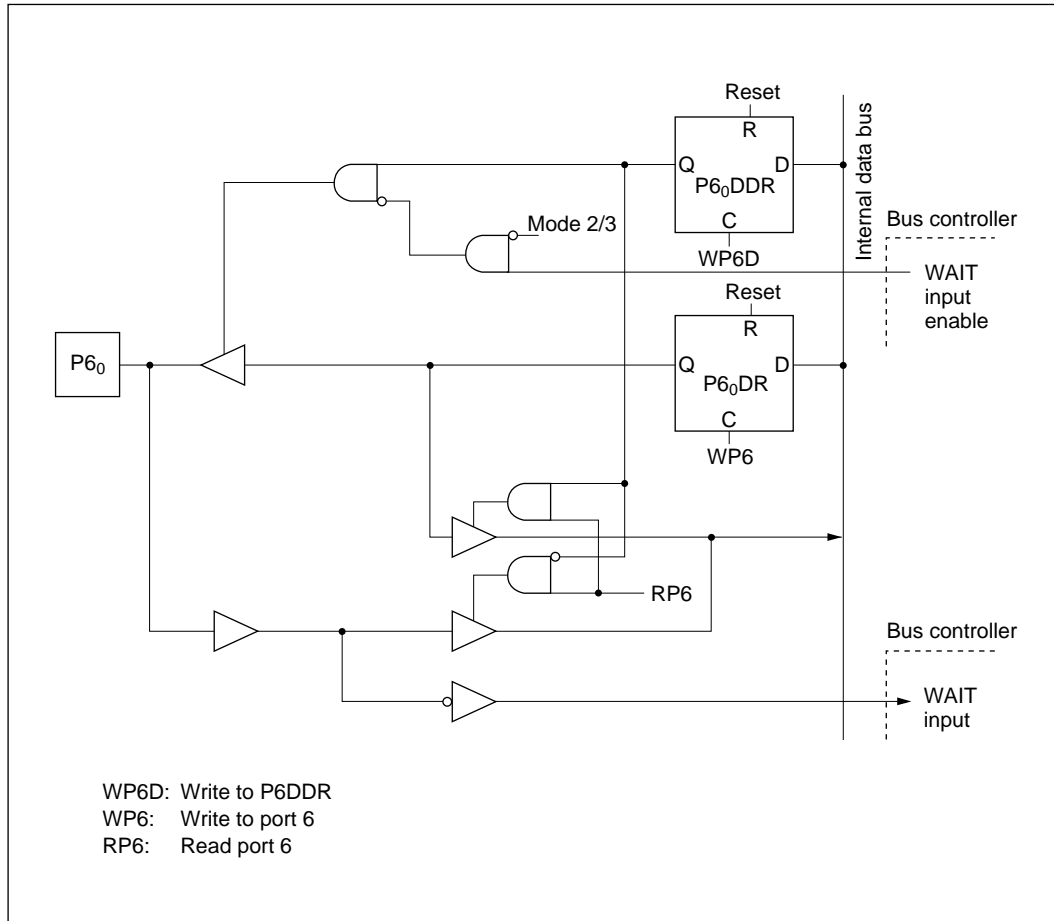 Reset
R
Q
D
P6₀DDR
C
WP6D
Internal data bus
Bus controller
WAIT
input
enable
Mode 2/3
Reset
R
P6₀
Q
D
P6₀DR
C
WP6
RP6
Bus controller
WAIT
input
WP6D: Write to P6DDR
WP6: Write to port 6
RP6: Read port 6